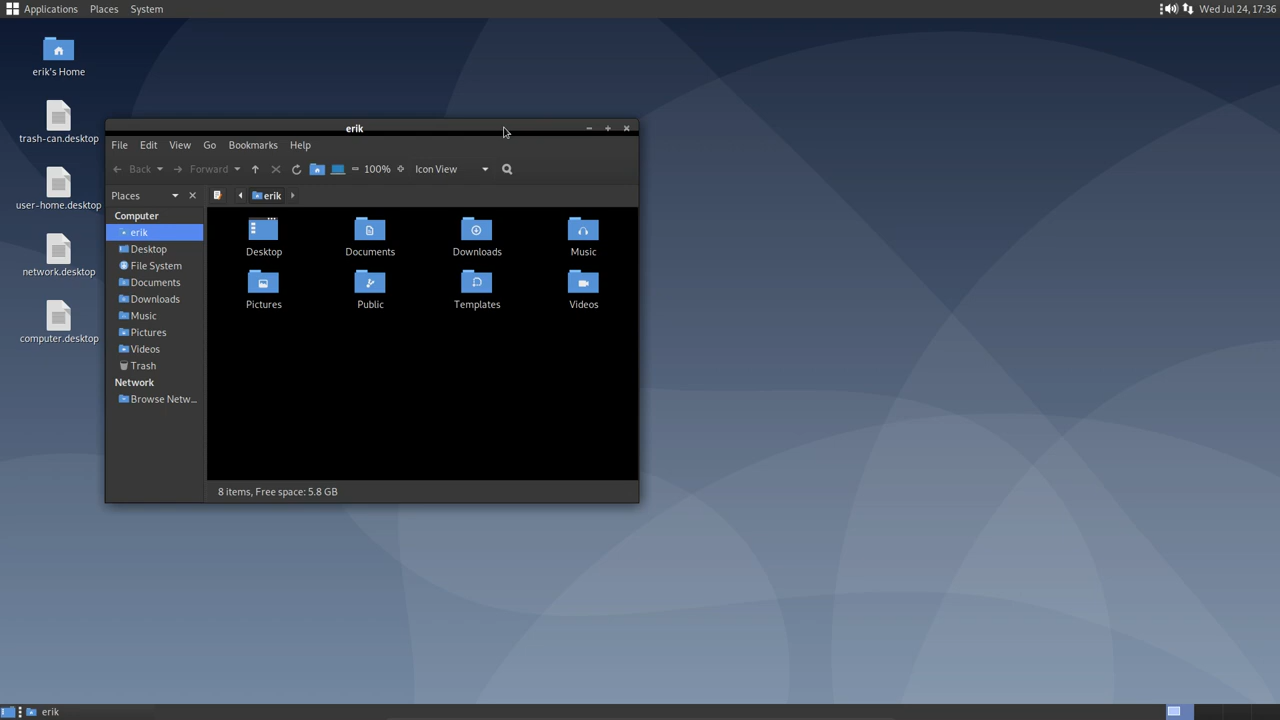 Applications Places System Wed Jul 24, 17:36
erik's Home
trash-can.desktop
user-home.desktop
network.desktop
computer.desktop
erik
File Edit View Go Bookmarks Help
Back Forward 100% Icon View
Places erik
Computer
erik
Desktop
File System
Documents
Downloads
Music
Pictures
Videos
Trash
Network
Browse Netw...
Desktop Documents Downloads Music
Pictures Public Templates Videos
8 items, Free space: 5.8 GB
erik